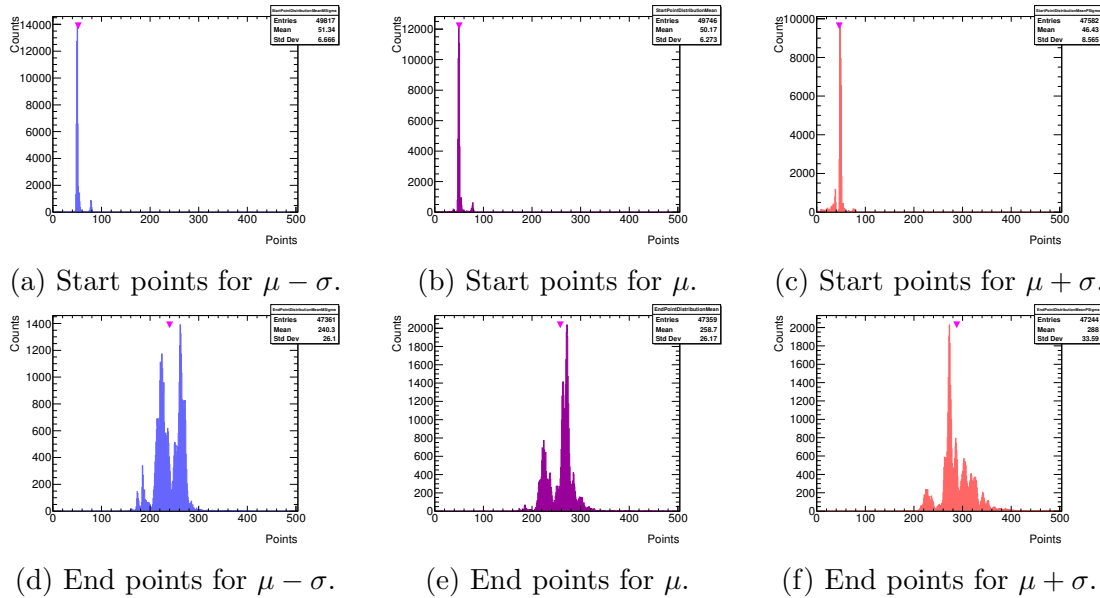 StartPointDistributionMeanMSigma
Entries 49817
Mean 51.34
Std Dev 6.666
Counts
14000
12000
10000
8000
6000
4000
2000
0
0 100 200 300 400 500
Points
(a) Start points for μ − σ.
StartPointDistributionMean
Entries 49746
Mean 50.17
Std Dev 6.273
Counts
12000
10000
8000
6000
4000
2000
0
0 100 200 300 400 500
Points
(b) Start points for μ.
StartPointDistributionMeanPSigma
Entries 47582
Mean 46.43
Std Dev 8.565
Counts
10000
8000
6000
4000
2000
0
0 100 200 300 400 500
Points
(c) Start points for μ + σ.
EndPointDistributionMeanMSigma
Entries 47361
Mean 240.3
Std Dev 26.1
Counts
1400
1200
1000
800
600
400
200
0
0 100 200 300 400 500
Points
(d) End points for μ − σ.
EndPointDistributionMean
Entries 47359
Mean 258.7
Std Dev 26.17
Counts
2000
1800
1600
1400
1200
1000
800
600
400
200
0
0 100 200 300 400 500
Points
(e) End points for μ.
EndPointDistributionMeanPSigma
Entries 47244
Mean 288
Std Dev 33.59
Counts
2000
1800
1600
1400
1200
1000
800
600
400
200
0
0 100 200 300 400 500
Points
(f) End points for μ + σ.